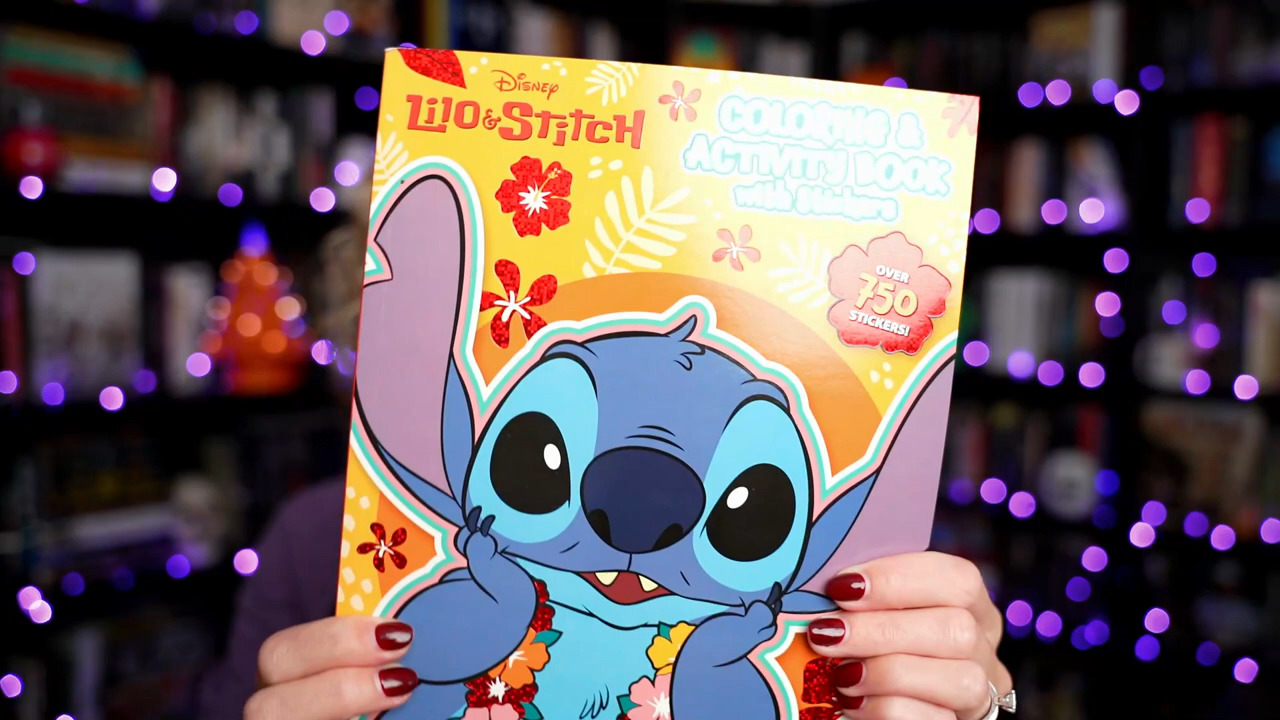 Disney
Lilo & Stitch
COLORING &
ACTIVITY BOOK
with Stickers
OVER
750
STICKERS!